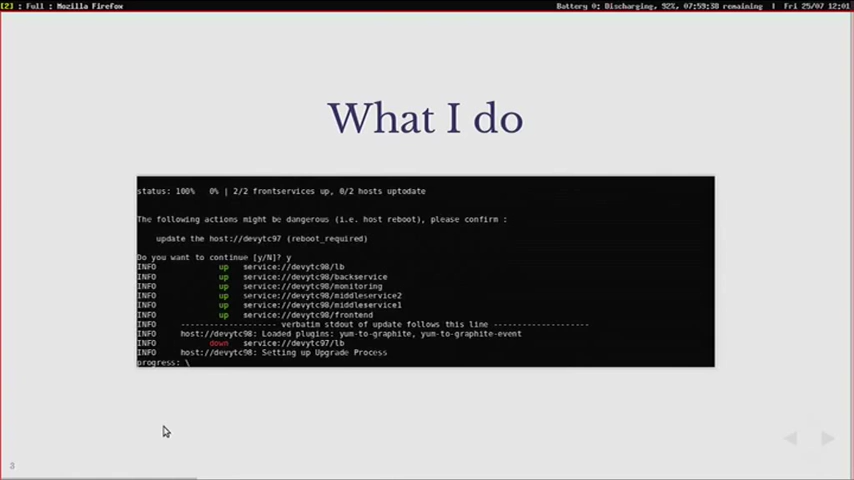 [2] : Full : Mozilla Firefox
Battery 0: Discharging, 92%, 07:59:38 remaining | Fri 25/07 12:01
What I do
status: 100% 0% | 2/2 frontservices up, 0/2 hosts uptodate
The following actions might be dangerous (i.e. host reboot), please confirm :
update the host://devytc97 (reboot_required)
Do you want to continue [y/N]? y
INFO up service://devytc98/lb
INFO up service://devytc98/backservice
INFO up service://devytc98/monitoring
INFO up service://devytc98/middleservice2
INFO up service://devytc98/middleservice1
INFO up service://devytc98/frontend
INFO -------------------- verbatim stdout of update follows this line --------------------
INFO host://devytc98: Loaded plugins: yum-to-graphite, yum-to-graphite-event
INFO down service://devytc97/lb
INFO host://devytc98: Setting up Upgrade Process
progress: \
3